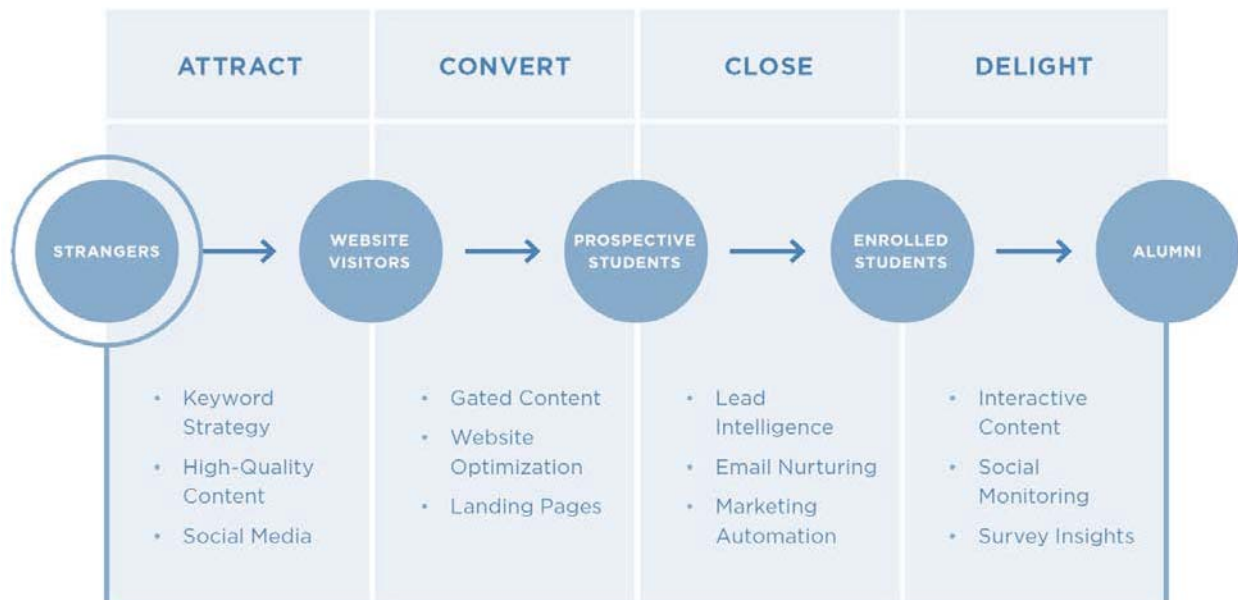 ATTRACT
CONVERT
CLOSE
DELIGHT
STRANGERS
WEBSITE
VISITORS
PROSPECTIVE
STUDENTS
ENROLLED
STUDENTS
ALUMNI
• Keyword
Strategy
• High-Quality
Content
• Social Media
• Gated Content
• Website
Optimization
• Landing Pages
• Lead
Intelligence
• Email Nurturing
• Marketing
Automation
• Interactive
Content
• Social
Monitoring
• Survey Insights